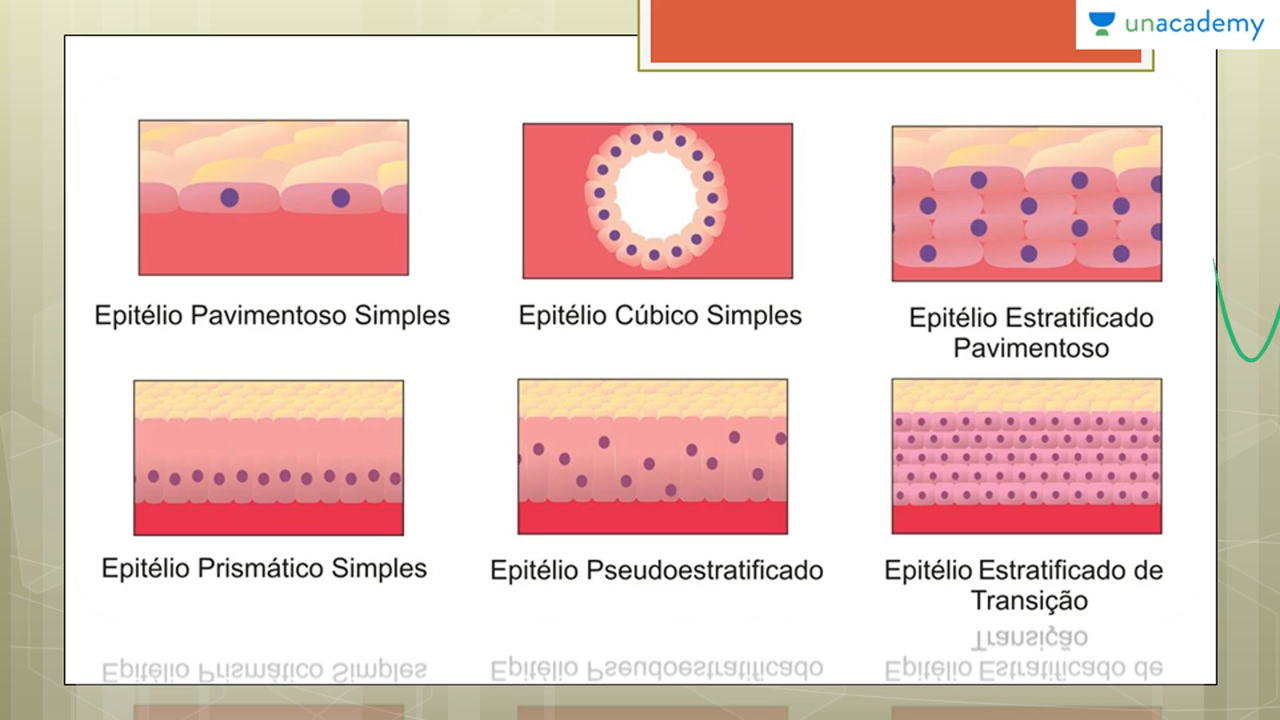 unacademy
Epitélio Pavimentoso Simples
Epitélio Cúbico Simples
Epitélio Estratificado
Pavimentoso
Epitélio Prismático Simples
Epitélio Pseudoestratificado
Epitélio Estratificado de
Transição